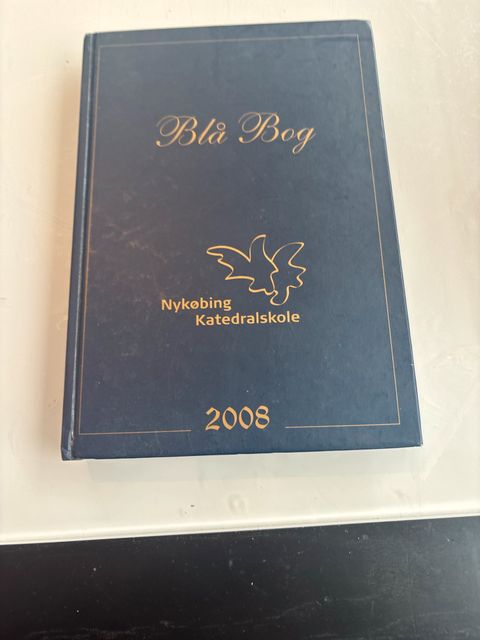 Blå Bog
Nykøbing
Katedralskole
2008